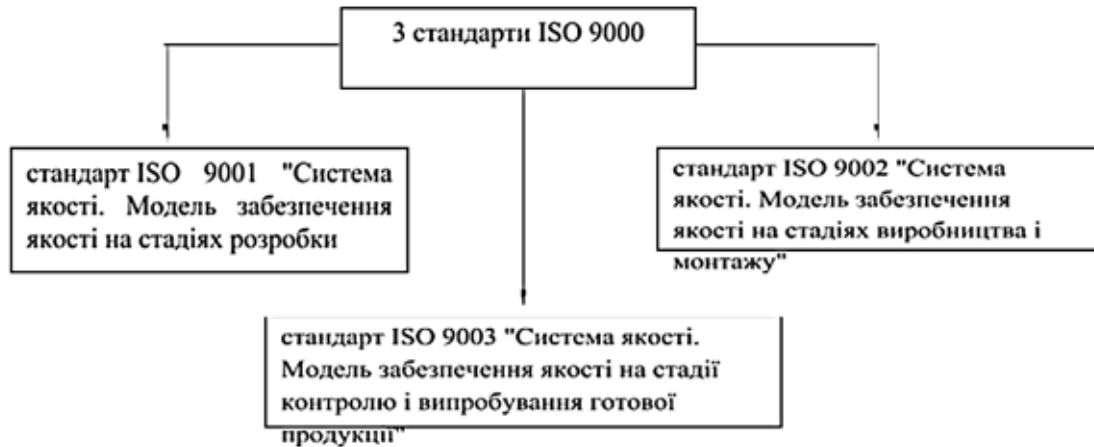 3 стандарти ISO 9000
стандарт ISO 9001 "Система
якості. Модель забезпечення
якості на стадіях розробки
стандарт ISO 9002 "Система
якості. Модель забезпечення
якості на стадіях виробництва і
монтажу"
стандарт ISO 9003 "Система якості.
Модель забезпечення якості на стадії
контролю і випробування готової
продукції"